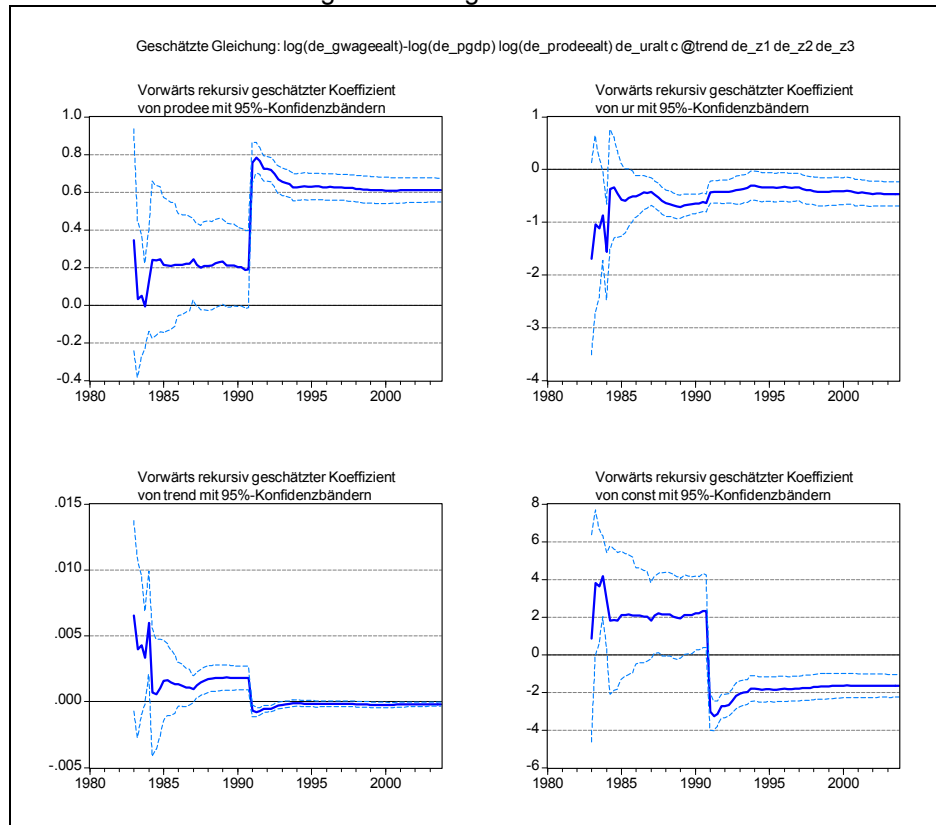 Geschätzte Gleichung: log(de_gwageealt)-log(de_pgdp) log(de_prodeealt) de_uralt c @trend de_z1 de_z2 de_z3
Vorwärts rekursiv geschätzter Koeffizient
von prodee mit 95%-Konfidenzbändern
1.0
0.8
0.6
0.4
0.2
0.0
-0.2
-0.4
1980 1985 1990 1995 2000
Vorwärts rekursiv geschätzter Koeffizient
von ur mit 95%-Konfidenzbändern
1
0
-1
-2
-3
-4
1980 1985 1990 1995 2000
Vorwärts rekursiv geschätzter Koeffizient
von trend mit 95%-Konfidenzbändern
.015
.010
.005
.000
-.005
1980 1985 1990 1995 2000
Vorwärts rekursiv geschätzter Koeffizient
von const mit 95%-Konfidenzbändern
8
6
4
2
0
-2
-4
-6
1980 1985 1990 1995 2000